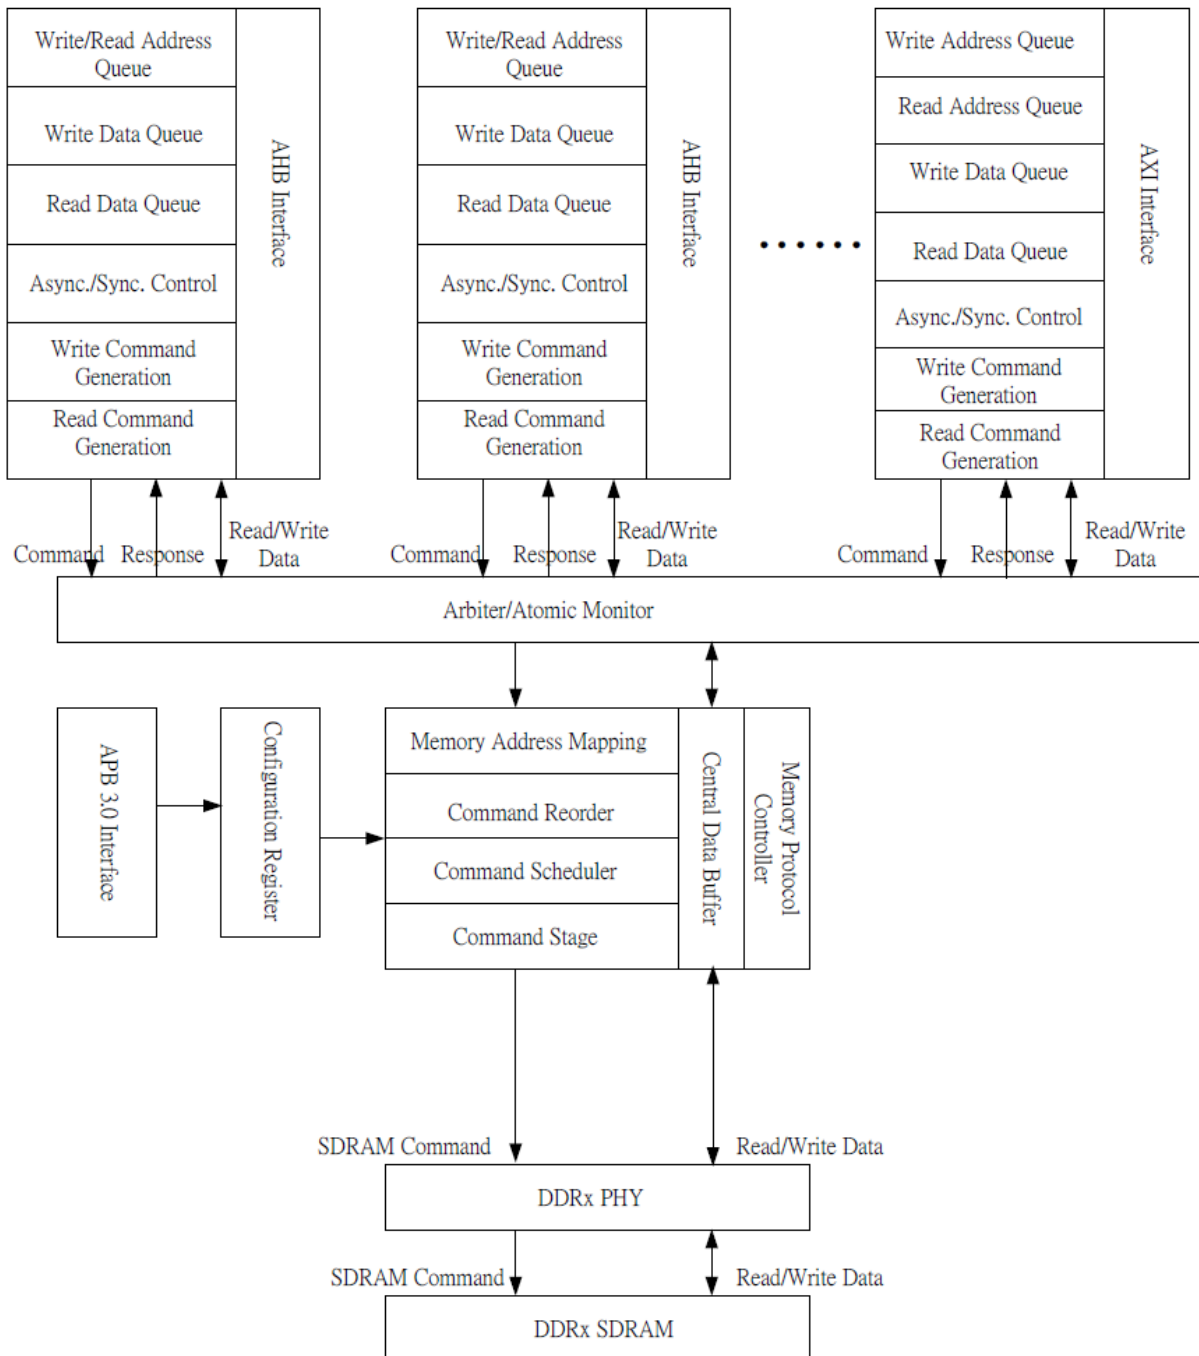 Write/Read Address
Queue
Write Data Queue
Read Data Queue
Async./Sync. Control
Write Command
Generation
Read Command
Generation
AHB Interface
Write/Read Address
Queue
Write Data Queue
Read Data Queue
Async./Sync. Control
Write Command
Generation
Read Command
Generation
AHB Interface
Write Address Queue
Read Address Queue
Write Data Queue
Read Data Queue
Async./Sync. Control
Write Command
Generation
Read Command
Generation
AXI Interface
Command
Response
Read/Write
Data
Command
Response
Read/Write
Data
Command
Response
Read/Write
Data
Arbiter/Atomic Monitor
APB 3.0 Interface
Configuration Register
Memory Address Mapping
Command Reorder
Command Scheduler
Command Stage
Central Data Buffer
Memory Protocol
Controller
SDRAM Command
Read/Write Data
DDRx PHY
SDRAM Command
Read/Write Data
DDRx SDRAM